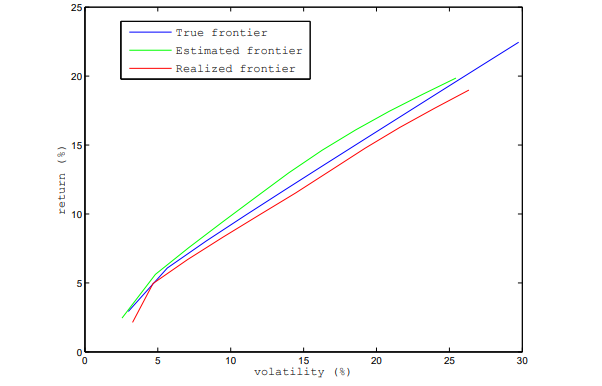 25
True frontier
Estimated frontier
Realized frontier
20
15
return (%)
10
5
0
0 5 10 15 20 25 30
volatility (%)